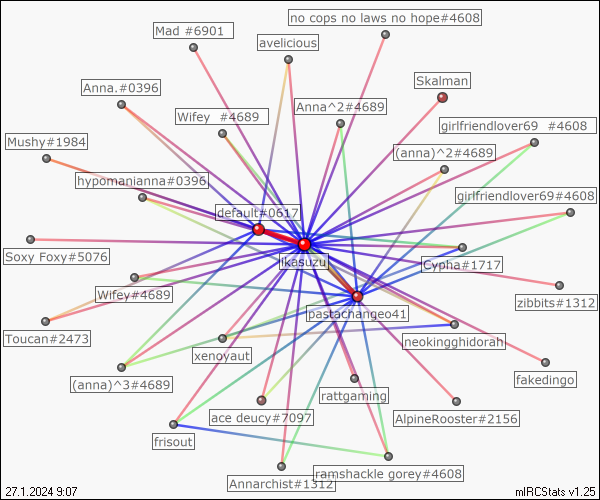 no cops no laws no hope#4608
Mad #6901
avelicious
Skalman
Anna.#0396
Anna^2#4689
Wifey  #4689
girlfriendlover69  #4608
Mushy#1984
(anna)^2#4689
hypomanianna#0396
girlfriendlover69#4608
default#0617
Soxy Foxy#5076
ikasuzu
Cypha#1717
Wifey#4689
zibbits#1312
pastachangeo41
Toucan#2473
neokingghidorah
xenoyaut
fakedingo
(anna)^3#4689
rattgaming
ace deucy#7097
AlpineRooster#2156
frisout
ramshackle gorey#4608
Annarchist#1312
27.1.2024 9:07
mIRCStats v1.25